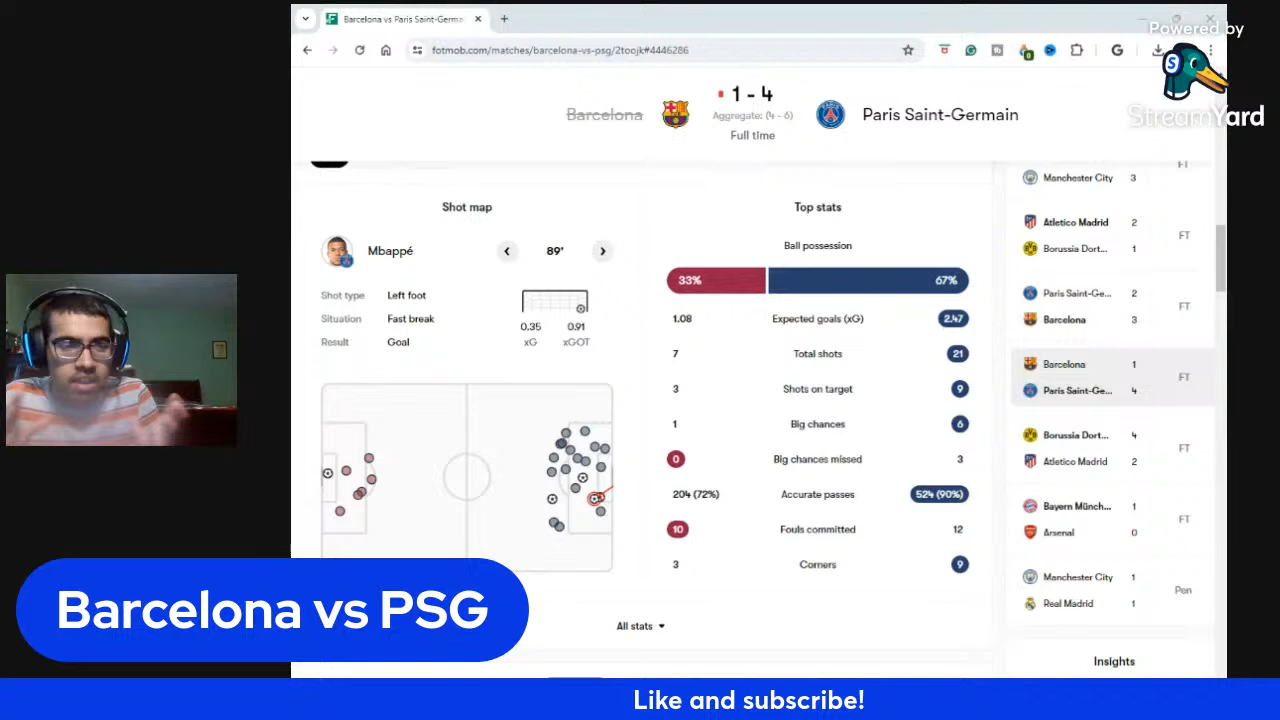 Barcelona vs Paris Saint-Germa
fotmob.com/matches/barcelona-vs-psg/2toojk#4446286
Powered by
StreamYard
Barcelona
1 - 4
Paris Saint-Germain
Aggregate: (4 - 6)
Full time
Shot map
Mbappé
89'
Shot type Left foot
Situation Fast break
Result Goal
0.35 0.91
xG xGOT
Top stats
Ball possession
33% 67%
1.08 Expected goals (xG) 2.47
7 Total shots 21
3 Shots on target 9
1 Big chances 6
0 Big chances missed 3
204 (72%) Accurate passes 524 (90%)
10 Fouls committed 12
3 Corners 9
All stats
FT
Manchester City 3
Atletico Madrid 2
FT
Borussia Dort... 1
Paris Saint-Ge... 2
FT
Barcelona 3
Barcelona 1
FT
Paris Saint-Ge... 4
Borussia Dort... 4
FT
Atletico Madrid 2
Bayern Münch... 1
FT
Arsenal 0
Manchester City 1
Pen
Real Madrid 1
Insights
Barcelona vs PSG
Like and subscribe!